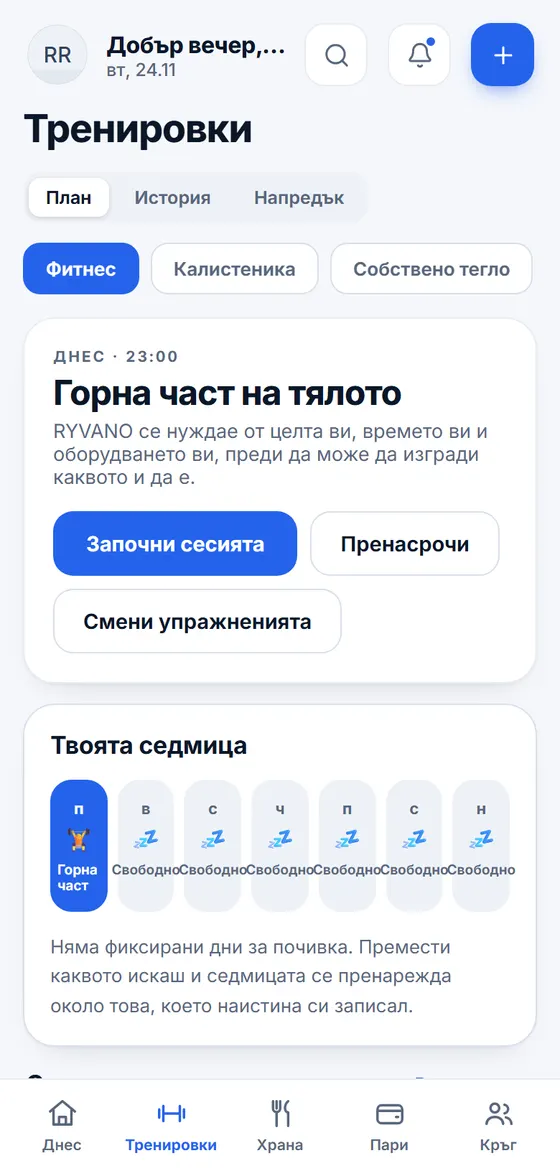 RR
Добър вечер,...
вт, 24.11
Тренировки
План
История
Напредък
Фитнес
Калистеника
Собствено тегло
ДНЕС · 23:00
Горна част на тялото
RYVANO се нуждае от целта ви, времето ви и
оборудването ви, преди да може да изгради
каквото и да е.
Започни сесията
Пренасрочи
Смени упражненията
Твоята седмица
п
в
с
ч
п
с
н
Горна
част
Свободно
Свободно
Свободно
Свободно
Свободно
Свободно
Няма фиксирани дни за почивка. Премести
каквото искаш и седмицата се пренарежда
около това, което наистина си записал.
Днес
Тренировки
Храна
Пари
Кръг